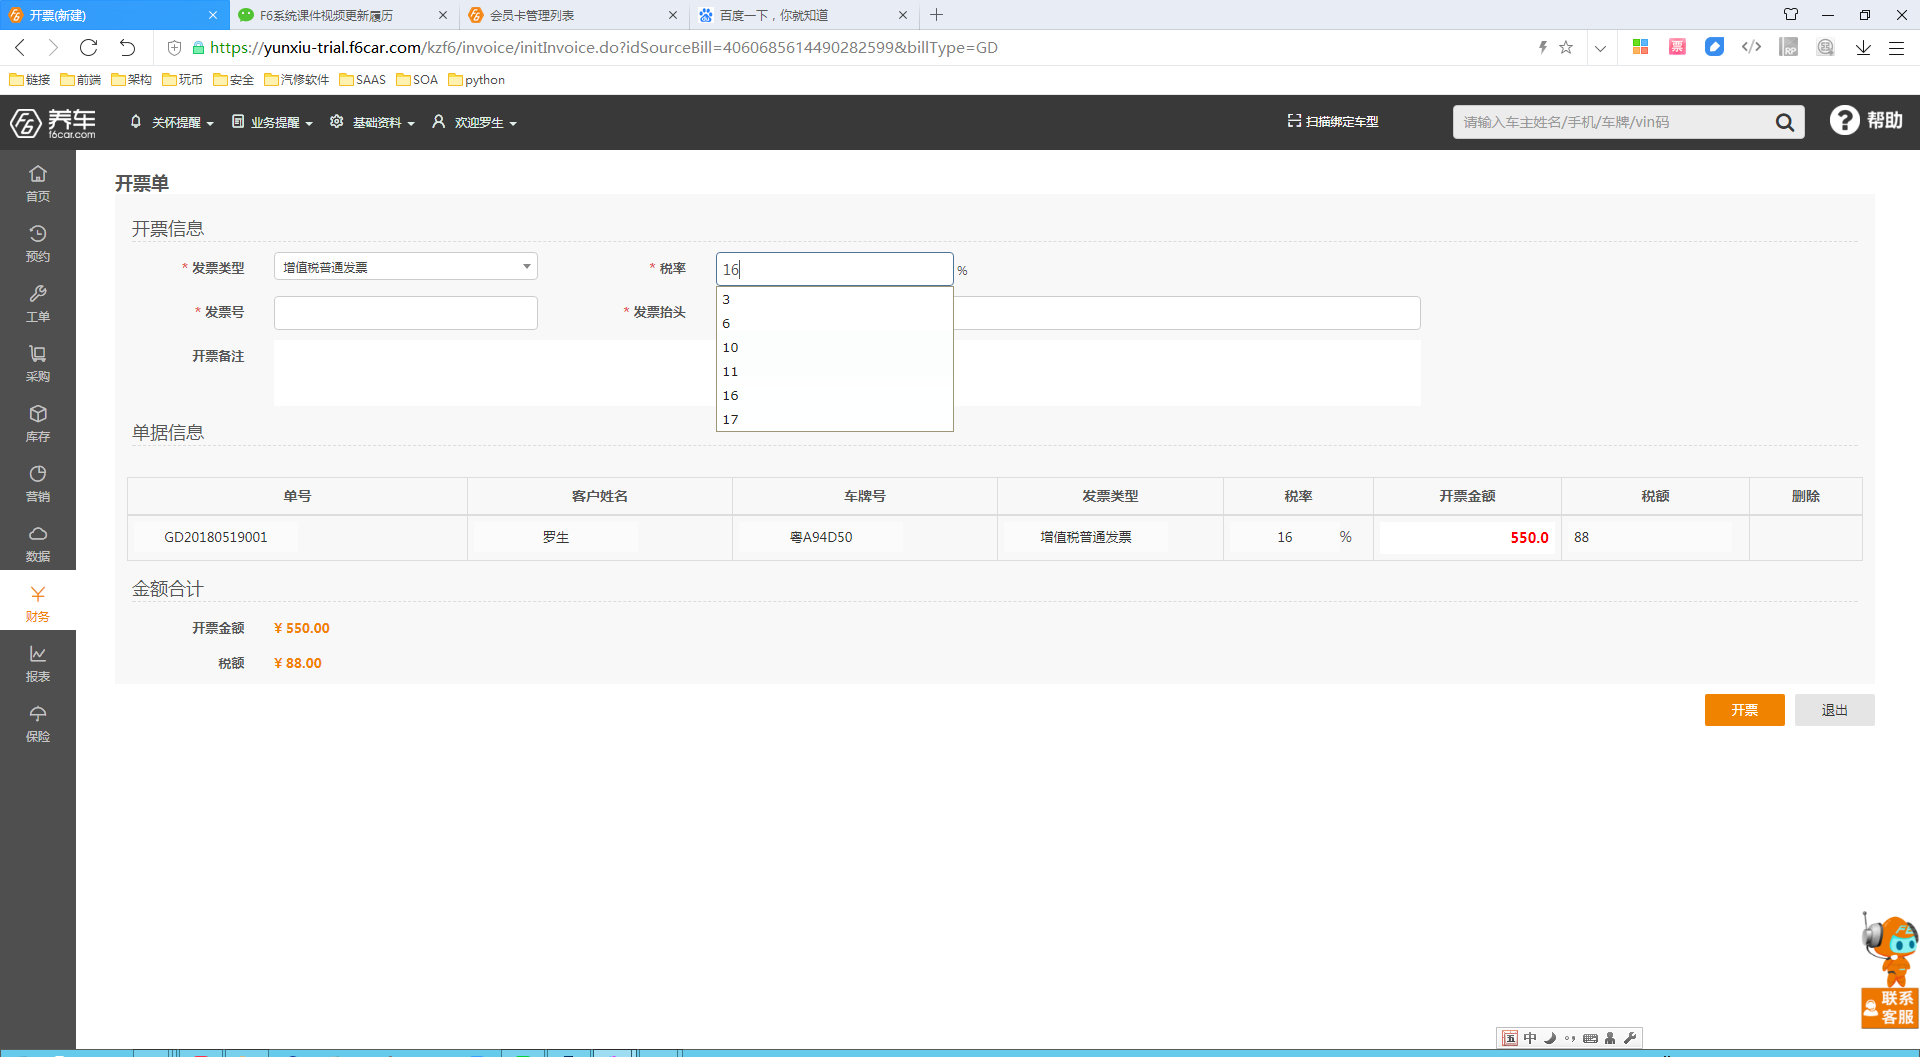 开票(新建)
F6系统课件视频更新履历
会员卡管理列表
百度一下，你就知道
https://yunxiu-trial.f6car.com/kzf6/invoice/initInvoice.do?idSourceBill=4060685614490282599&billType=GD
票
RP
链接
前端
架构
玩币
安全
汽修软件
SAAS
SOA
python
F6 养车
f6car.com
关怀提醒
业务提醒
基础资料
欢迎罗生
扫描绑定车型
请输入车主姓名/手机/车牌/vin码
? 帮助
首页
预约
工单
采购
库存
营销
数据
财务
报表
保险
开票单
开票信息
* 发票类型
增值税普通发票
* 税率
16
%
3
6
10
11
16
17
* 发票号
* 发票抬头
开票备注
单据信息
单号 客户姓名 车牌号 发票类型 税率 开票金额 税额 删除
GD20180519001 罗生 粤A94D50 增值税普通发票 16 % 550.0 88
金额合计
开票金额 ¥ 550.00
税额 ¥ 88.00
开票
退出
F6
联系
客服
五 中